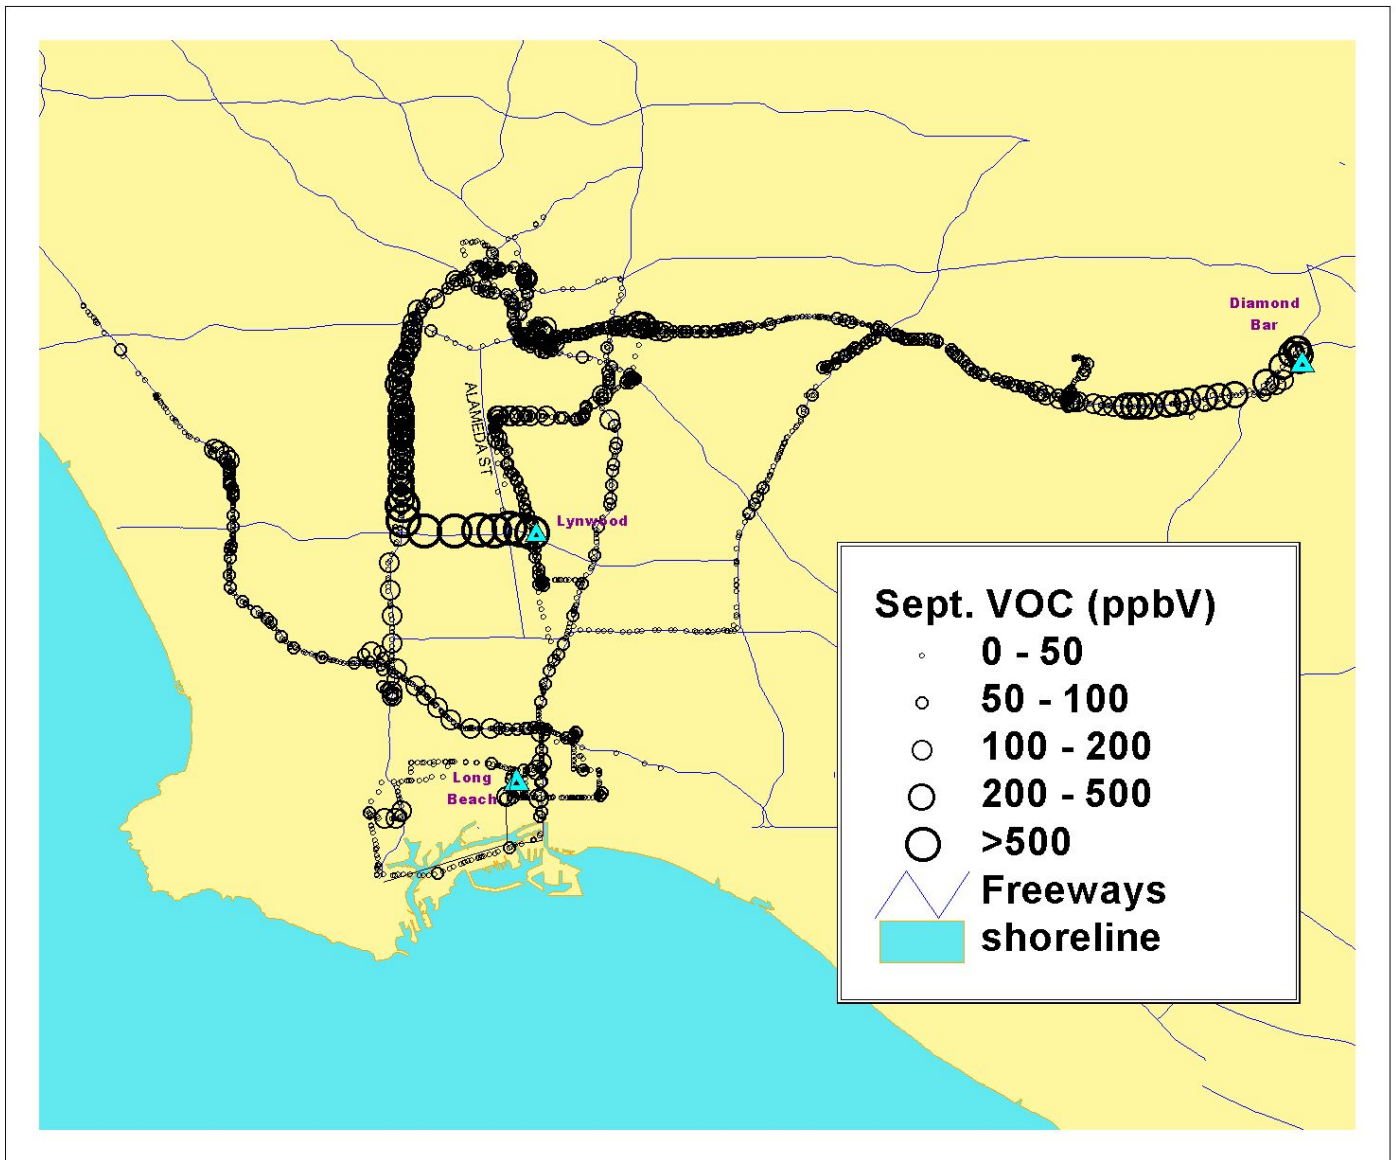 Diamond
Bar
ALAMEDA ST
Lynwood
Long
Beach
Sept. VOC (ppbV)
0 - 50
50 - 100
100 - 200
200 - 500
>500
Freeways
shoreline